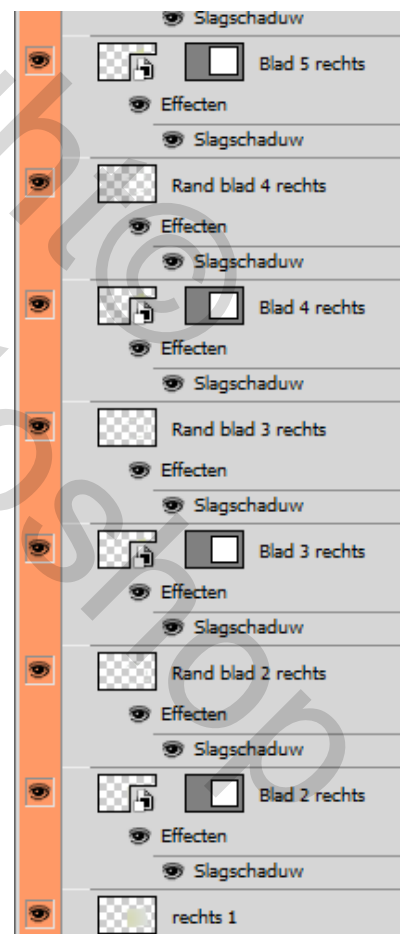 Slagschaduw
Blad 5 rechts
Effecten
Slagschaduw
Rand blad 4 rechts
Effecten
Slagschaduw
Blad 4 rechts
Effecten
Slagschaduw
Rand blad 3 rechts
Effecten
Slagschaduw
Blad 3 rechts
Effecten
Slagschaduw
Rand blad 2 rechts
Effecten
Slagschaduw
Blad 2 rechts
Effecten
Slagschaduw
rechts 1